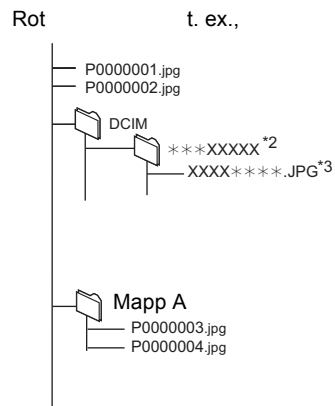 Rot t. ex.,
P0000001.jpg
P0000002.jpg
DCIM
✳✳✳XXXXX*2
XXXX✳✳✳✳.JPG*3
Mapp A
P0000003.jpg
P0000004.jpg